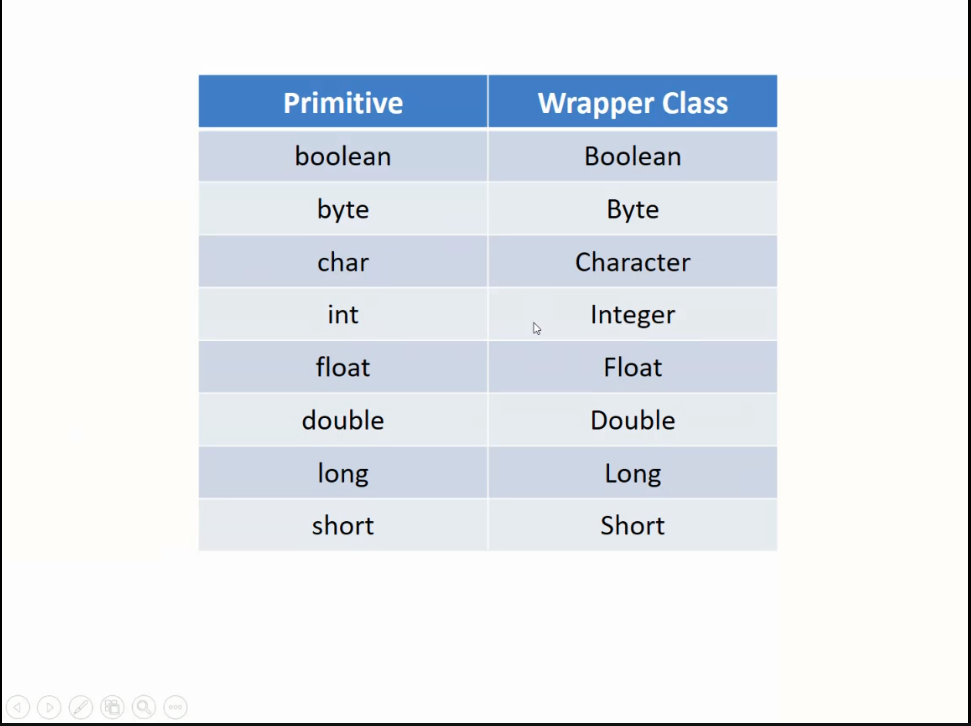 Primitive Wrapper Class
boolean Boolean
byte Byte
char Character
int Integer
float Float
double Double
long Long
short Short